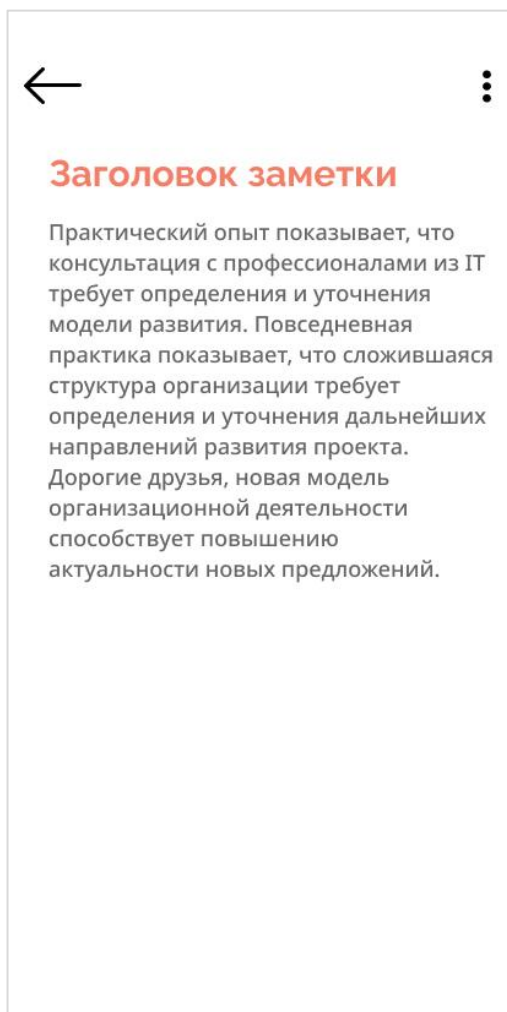 Заголовок заметки
Практический опыт показывает, что
консультация с профессионалами из IT
требует определения и уточнения
модели развития. Повседневная
практика показывает, что сложившаяся
структура организации требует
определения и уточнения дальнейших
направлений развития проекта.
Дорогие друзья, новая модель
организационной деятельности
способствует повышению
актуальности новых предложений.